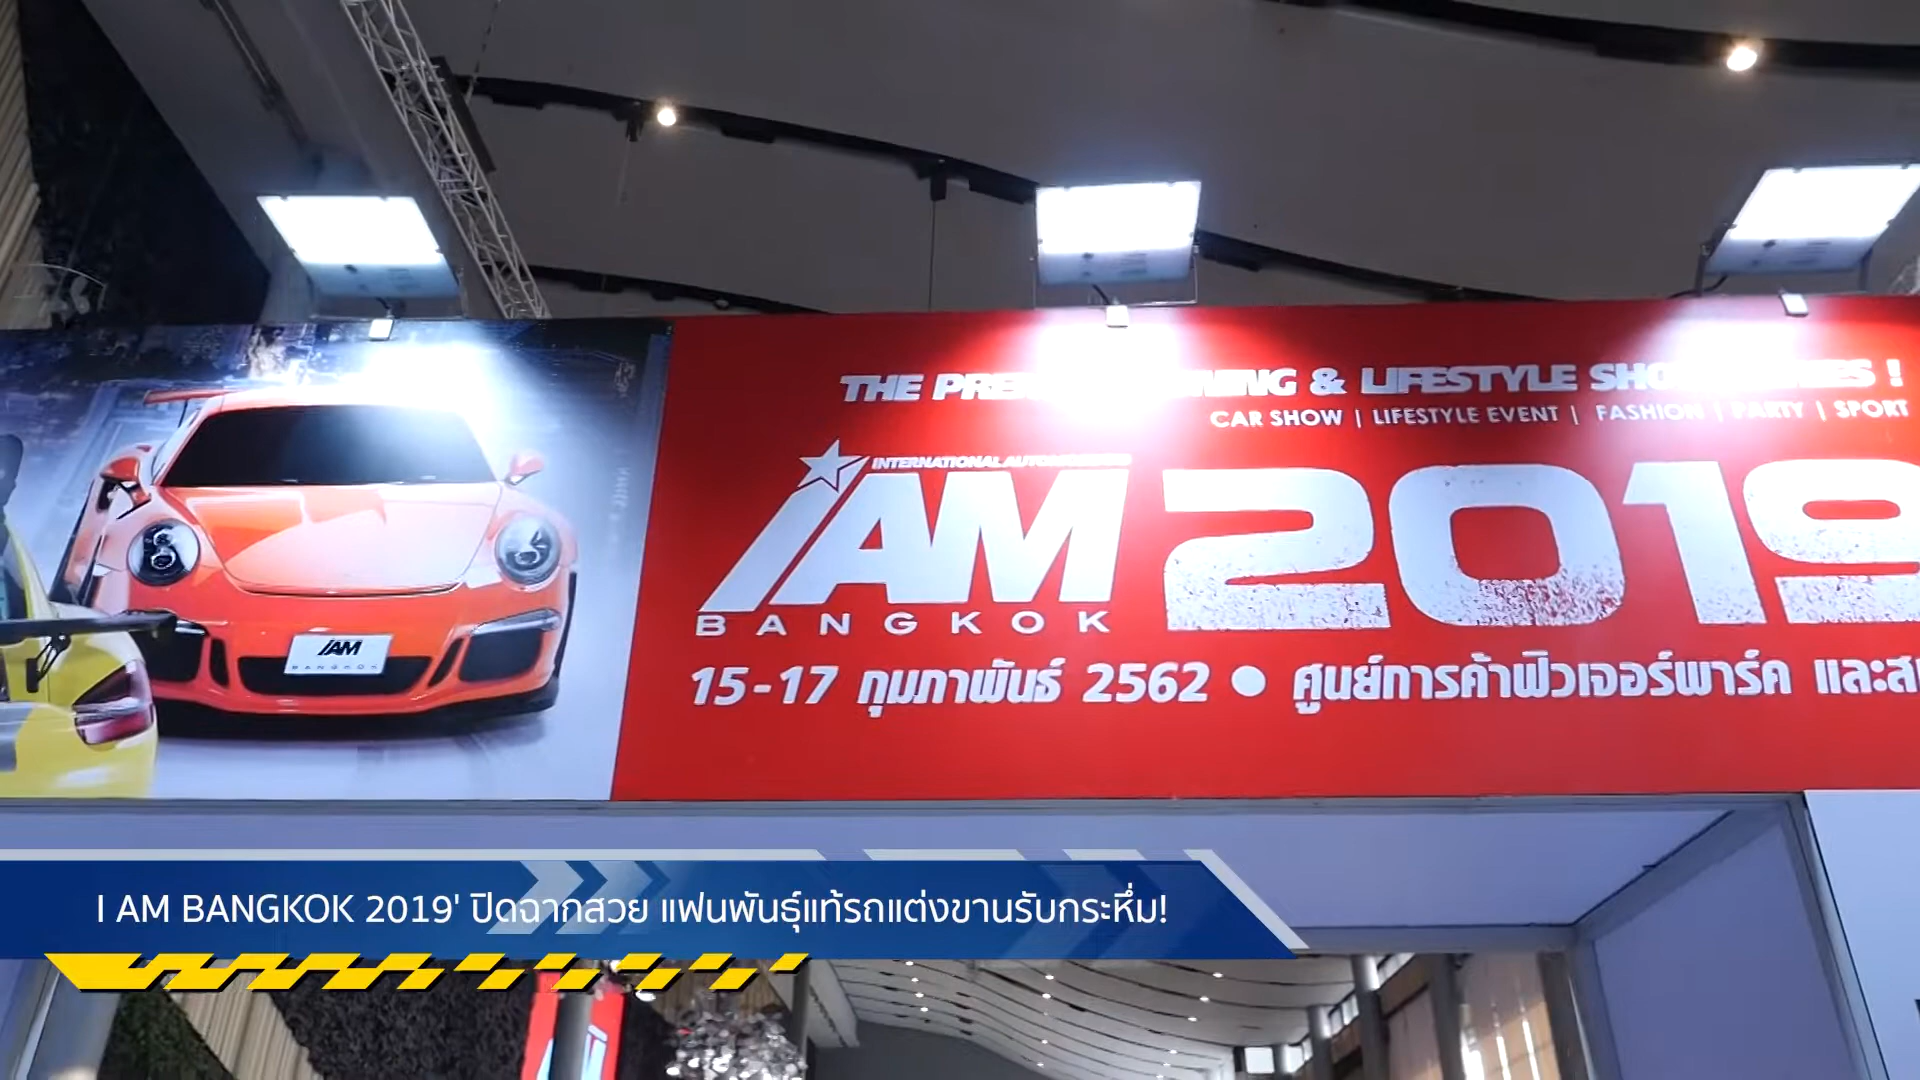 THE & LIFESTYLE
CAR SHOW | LIFESTYLE EVENT | FASHION | PARTY | SPORT
INTERNATIONAL
iAM 2019
BANGKOK
15-17 กุมภาพันธ์ 2562 ● ศูนย์การค้าฟิวเจอร์พาร์ค และ
iAM
BANGKOK
I AM BANGKOK 2019' ปิดฉากสวย แฟนพันธุ์แท้รถแต่งขานรับกระหึ่ม!